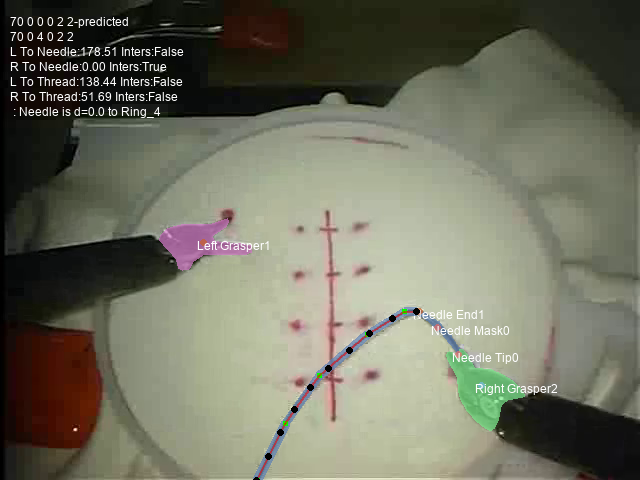 70 0 0 0 2 2-predicted
70 0 4 0 2 2
L To Needle:178.51 Inters:False
R To Needle:0.00 Inters:True
L To Thread:138.44 Inters:False
R To Thread:51.69 Inters:False
: Needle is d=0.0 to Ring_4
Left Grasper1
Needle End1
Needle Mask0
Needle Tip0
Right Grasper2